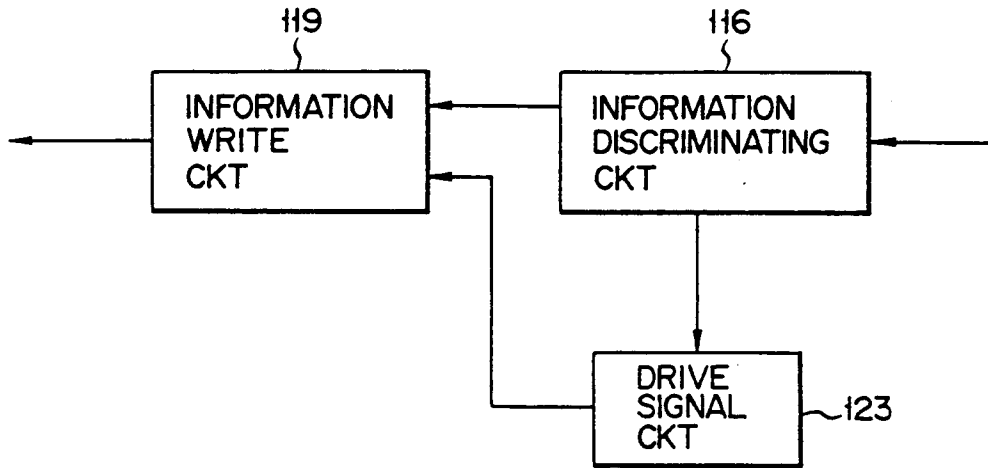 119
INFORMATION
WRITE
CKT
116
INFORMATION
DISCRIMINATING
CKT
DRIVE
SIGNAL
CKT
123